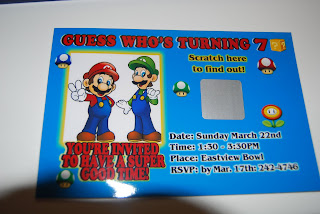 GUESS WHO'S TURNING 7
Scratch here
to find out!
YOU'RE INVITED
TO HAVE A SUPER
GOOD TIME!
Date: Sunday March 22nd
Time: 1:30 - 3:30PM
Place: Eastview Bowl
RSVP: by Mar. 17th: 242-4746